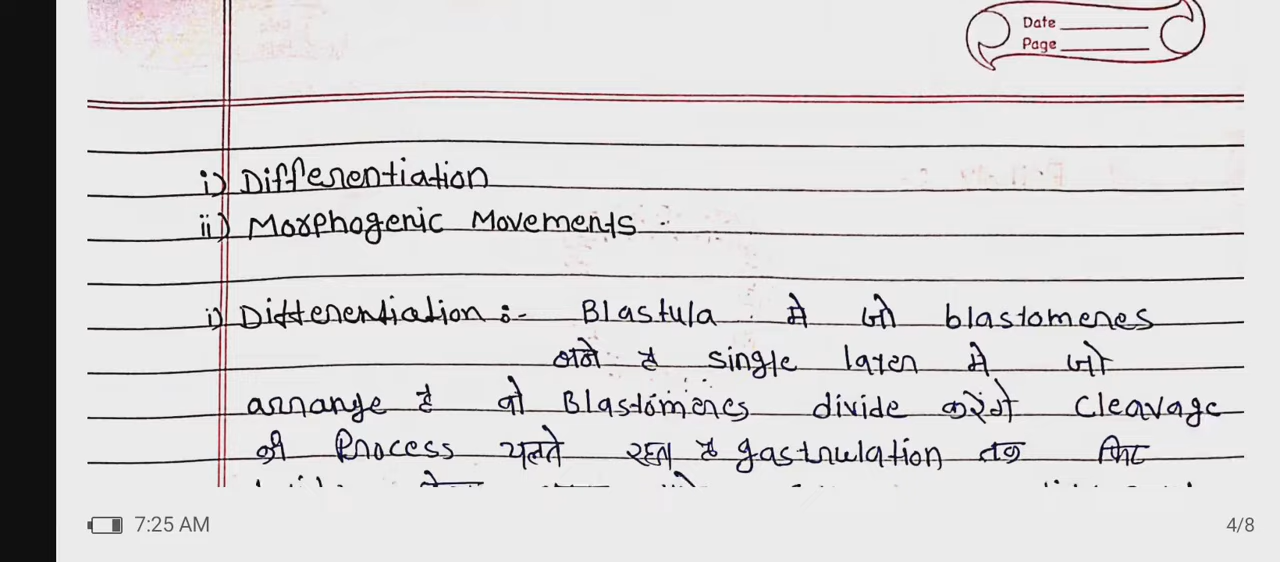 Date
Page
i) Differentiation
ii) Morphogenic Movements
i) Differentiation :- Blastula मे जो blastomeres
बने है single layer मे जो
arrange है वो Blastomeres divide करेंगे Cleavage
की Process चलते रहता है gastrulation तक फिर
7:25 AM
4/8